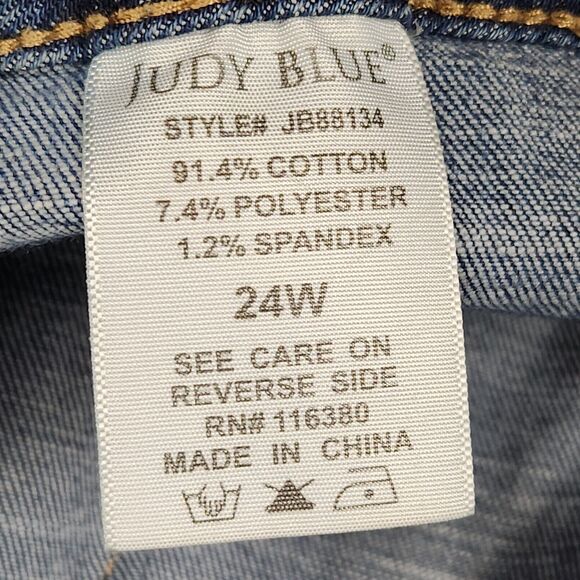 JUDY BLUE®
STYLE# JB88134
91.4% COTTON
7.4% POLYESTER
1.2% SPANDEX
24W
SEE CARE ON
REVERSE SIDE
RN# 116380
MADE IN CHINA